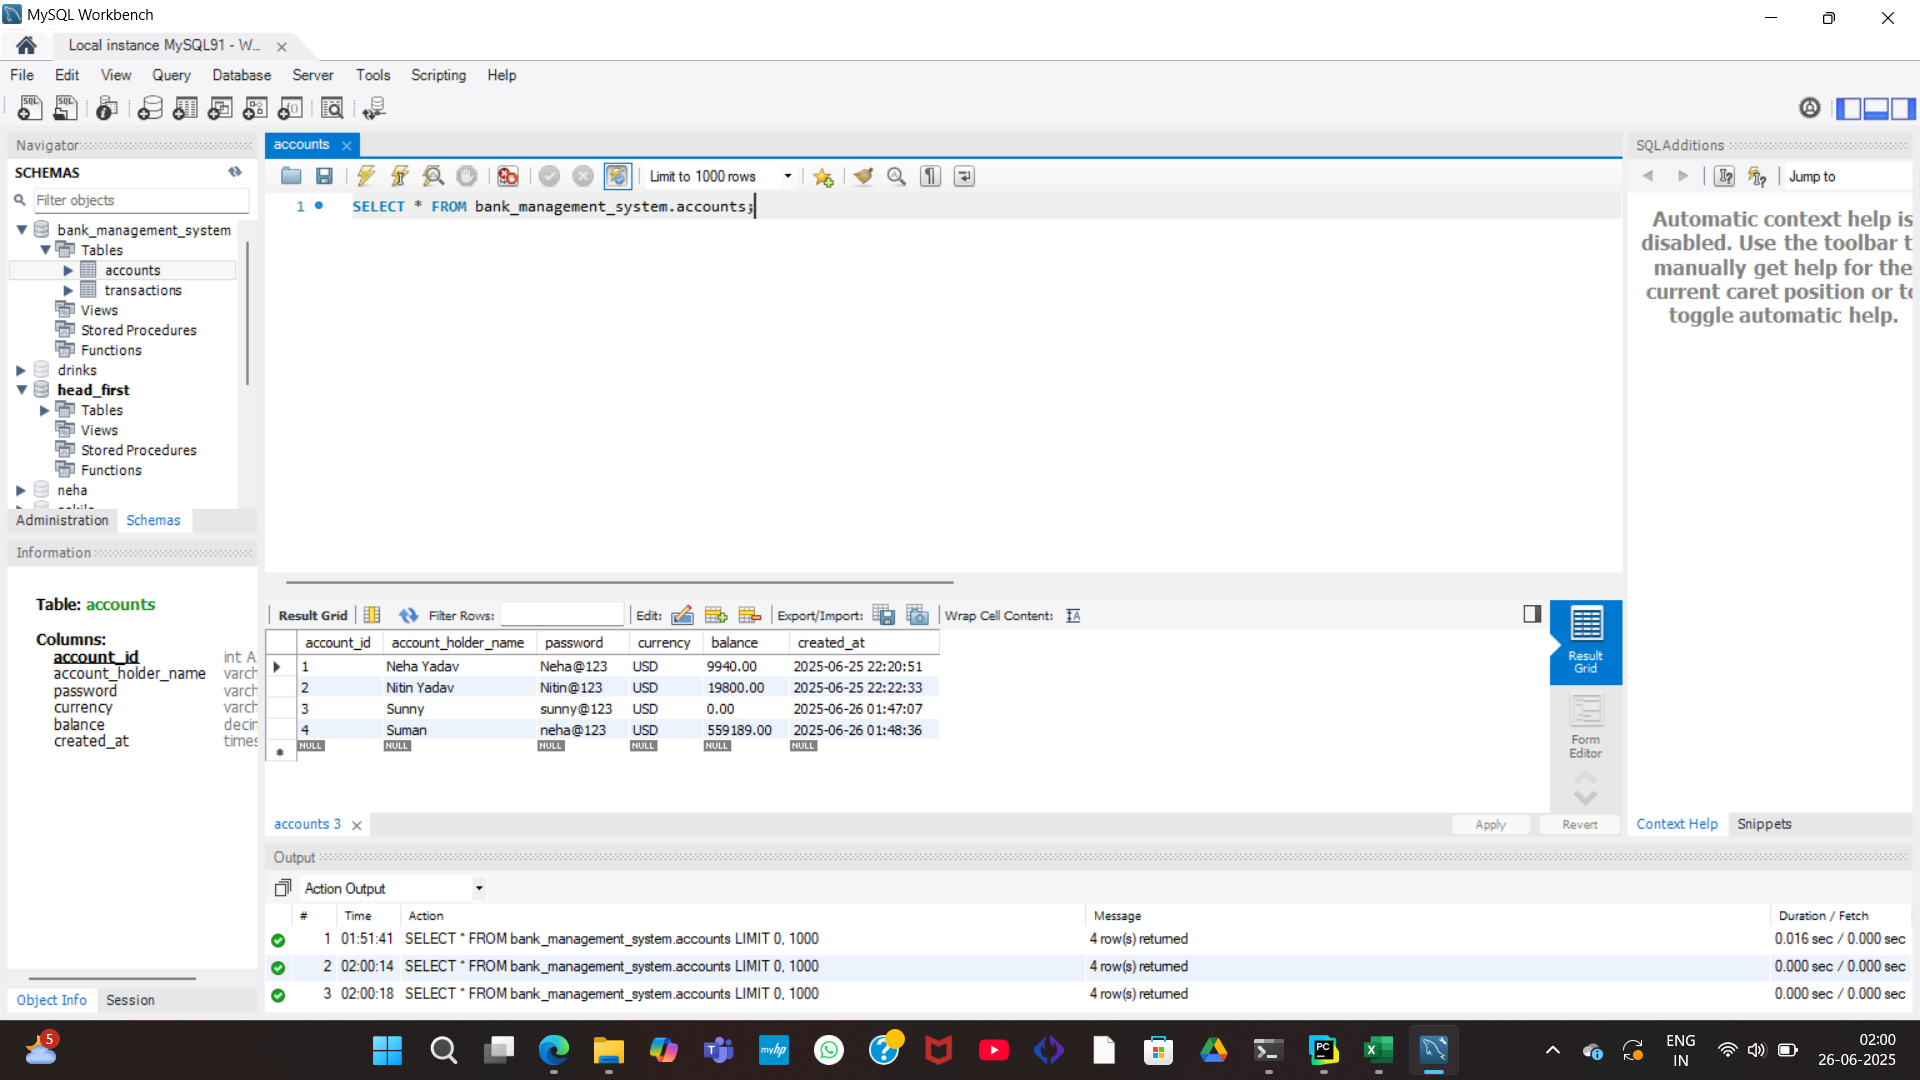 MySQL Workbench
Local instance MySQL91 - W...
File Edit View Query Database Server Tools Scripting Help
Navigator
SCHEMAS
Filter objects
bank_management_system
Tables
accounts
transactions
Views
Stored Procedures
Functions
drinks
head_first
Tables
Views
Stored Procedures
Functions
neha
Administration Schemas
Information
Table: accounts
Columns:
account_id int A
account_holder_name varch
password varch
currency varch
balance decin
created_at times
Object Info Session
accounts
Limit to 1000 rows
1 SELECT * FROM bank_management_system.accounts;
Result Grid Filter Rows: Edit: Export/Import: Wrap Cell Content:
account_id account_holder_name password currency balance created_at
1 Neha Yadav Neha@123 USD 9940.00 2025-06-25 22:20:51
2 Nitin Yadav Nitin@123 USD 19800.00 2025-06-25 22:22:33
3 Sunny sunny@123 USD 0.00 2025-06-26 01:47:07
4 Suman neha@123 USD 559189.00 2025-06-26 01:48:36
NULL NULL NULL NULL NULL NULL
Result
Grid
Form
Editor
accounts 3
Apply Revert
SQLAdditions
Jump to
Automatic context help is
disabled. Use the toolbar t
manually get help for the
current caret position or to
toggle automatic help.
Context Help Snippets
Output
Action Output
# Time Action Message Duration / Fetch
1 01:51:41 SELECT * FROM bank_management_system.accounts LIMIT 0, 1000 4 row(s) returned 0.016 sec / 0.000 sec
2 02:00:14 SELECT * FROM bank_management_system.accounts LIMIT 0, 1000 4 row(s) returned 0.000 sec / 0.000 sec
3 02:00:18 SELECT * FROM bank_management_system.accounts LIMIT 0, 1000 4 row(s) returned 0.000 sec / 0.000 sec
5
myhp
PC
ENG
IN
02:00
26-06-2025